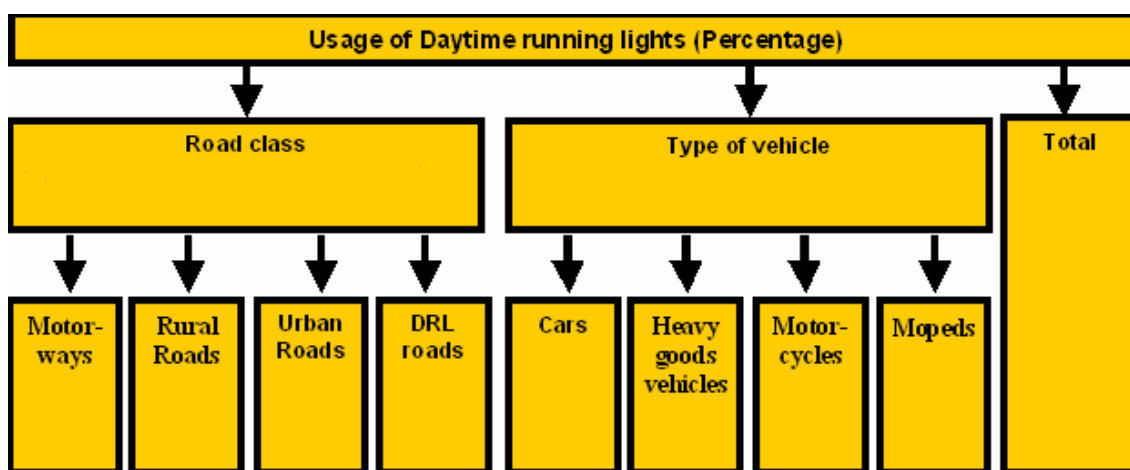 Usage of Daytime running lights (Percentage)
Road class
Type of vehicle
Total
Motor-
ways
Rural
Roads
Urban
Roads
DRL
roads
Cars
Heavy
goods
vehicles
Motor-
cycles
Mopeds